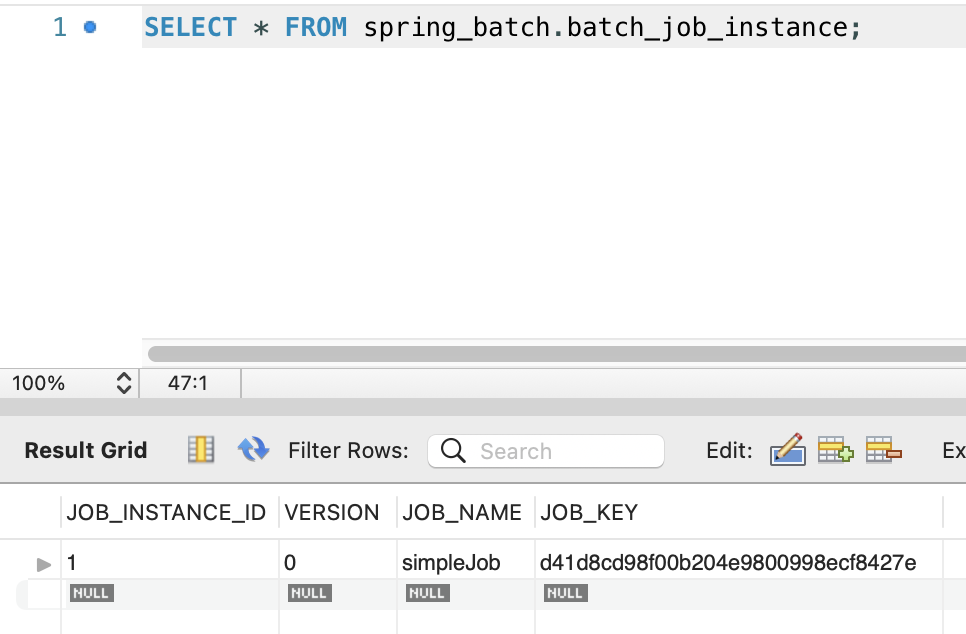 1 SELECT * FROM spring_batch.batch_job_instance;
100% 47:1
Result Grid Filter Rows: Search Edit: Ex
JOB_INSTANCE_ID VERSION JOB_NAME JOB_KEY
1 0 simpleJob d41d8cd98f00b204e9800998ecf8427e
NULL NULL NULL NULL